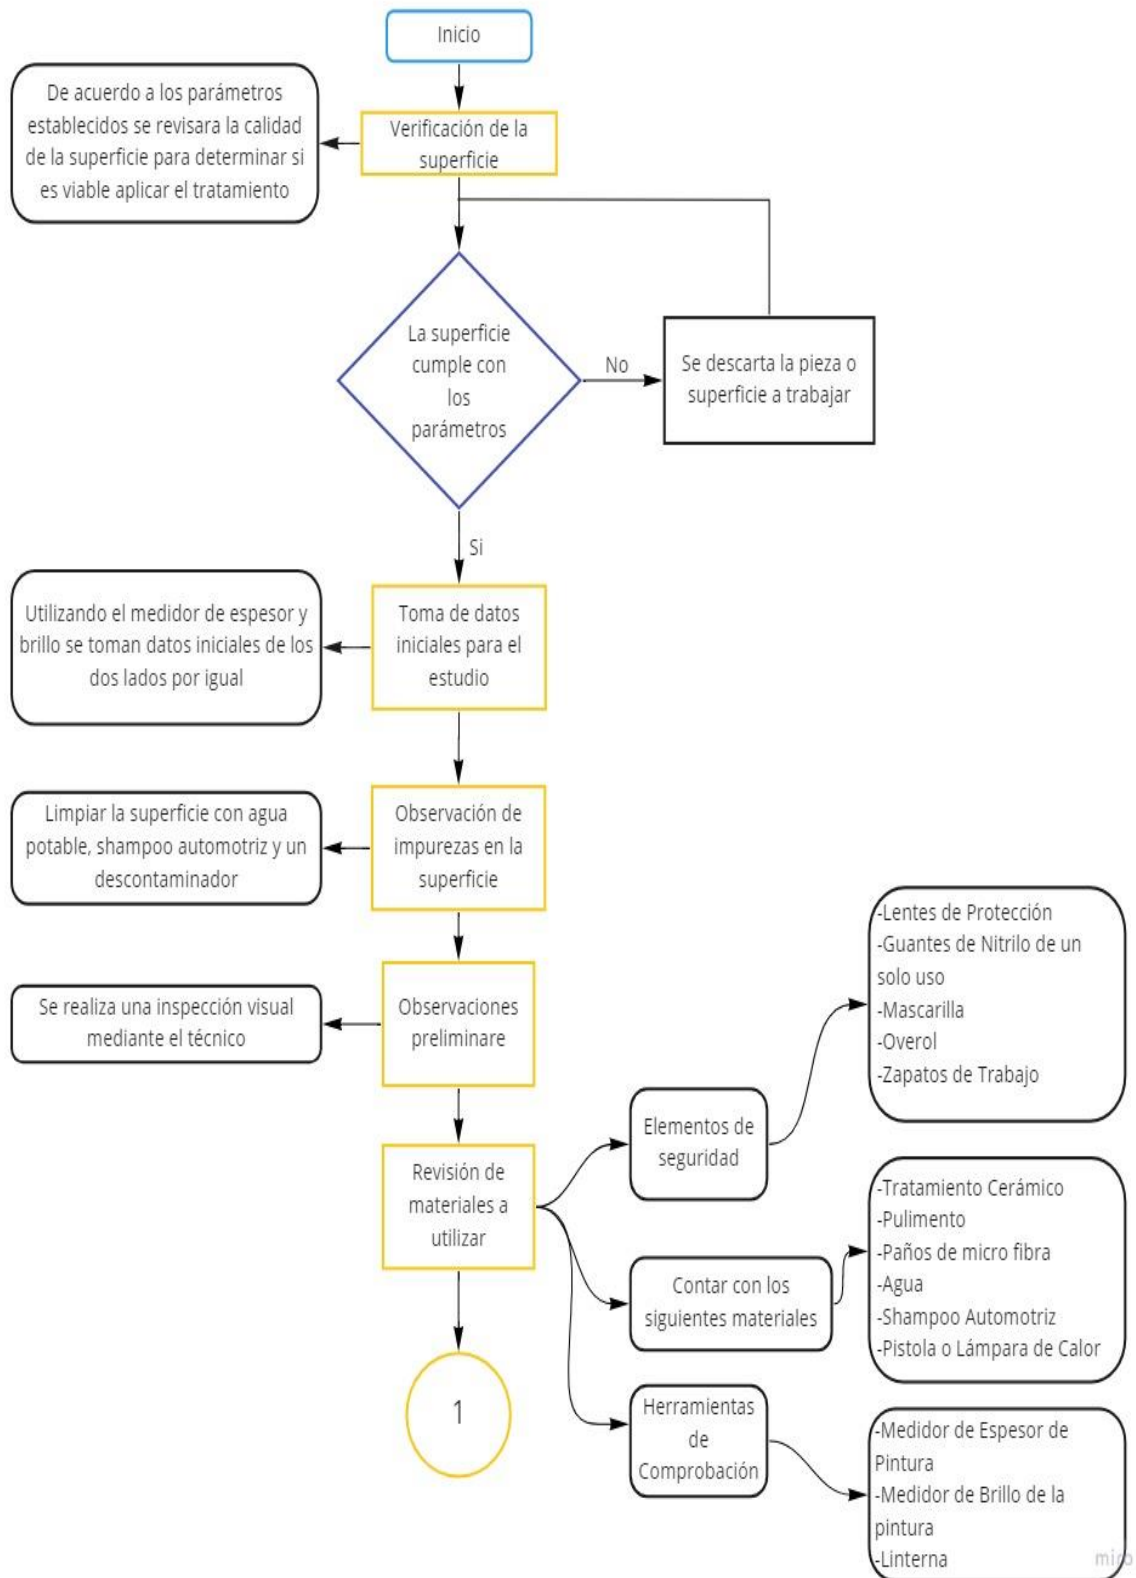 Inicio
De acuerdo a los parámetros
establecidos se revisara la calidad
de la superficie para determinar si
es viable aplicar el tratamiento
Verificación de la
superficie
La superficie
cumple con
los
parámetros
No
Se descarta la pieza o
superficie a trabajar
Si
Utilizando el medidor de espesor y
brillo se toman datos iniciales de los
dos lados por igual
Toma de datos
iniciales para el
estudio
Limpiar la superficie con agua
potable, shampoo automotriz y un
descontaminador
Observación de
impurezas en la
superficie
Se realiza una inspección visual
mediante el técnico
Observaciones
preliminare
Revisión de
materiales a
utilizar
1
Elementos de
seguridad
-Lentes de Protección
-Guantes de Nitrilo de un
solo uso
-Mascarilla
-Overol
-Zapatos de Trabajo
Contar con los
siguientes materiales
-Tratamiento Cerámico
-Pulimento
-Paños de micro fibra
-Agua
-Shampoo Automotriz
-Pistola o Lámpara de Calor
Herramientas
de
Comprobación
-Medidor de Espesor de
Pintura
-Medidor de Brillo de la
pintura
-Linterna
miro